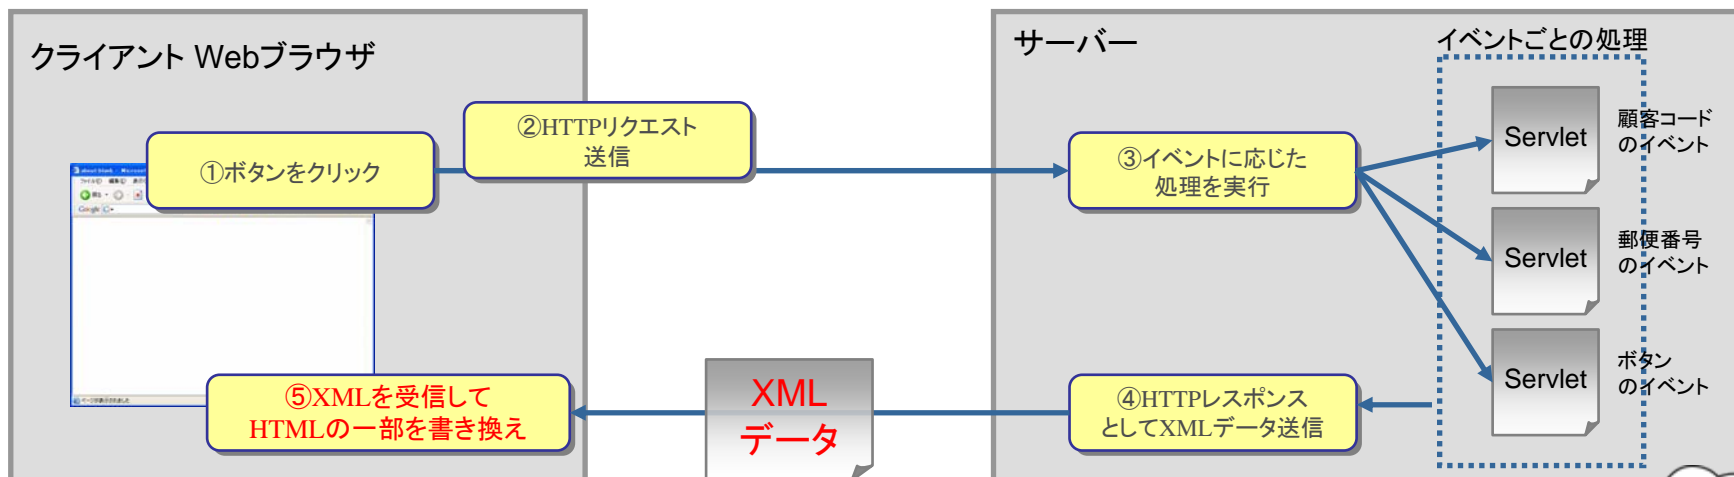 クライアント Webブラウザ
①ボタンをクリック
②HTTPリクエスト
送信
サーバー
③イベントに応じた
処理を実行
イベントごとの処理
Servlet
顧客コード
のイベント
Servlet
郵便番号
のイベント
Servlet
ボタン
のイベント
④HTTPレスポンス
としてXMLデータ送信
XML
データ
⑤XMLを受信して
HTMLの一部を書き換え
about:blank - Microsoft
Google